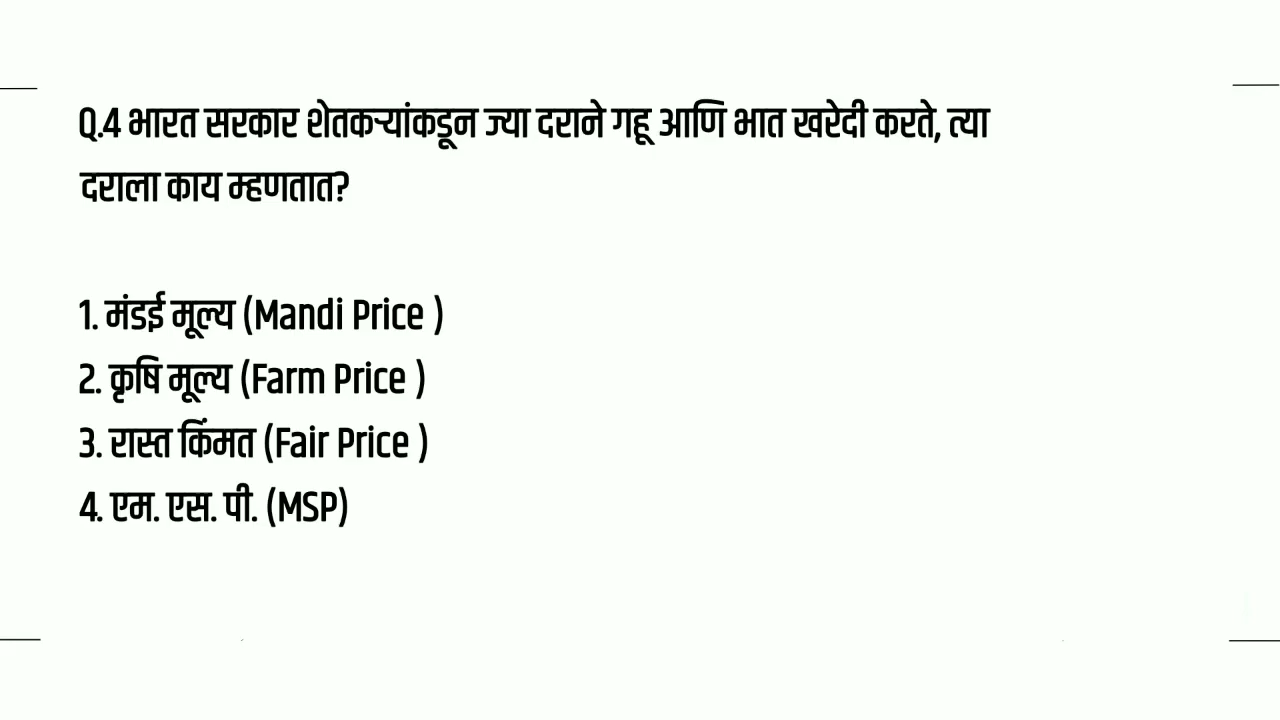 Q.4 भारत सरकार शेतकऱ्यांकडून ज्या दराने गहू आणि भात खरेदी करते, त्या
दराला काय म्हणतात?
1. मंडई मूल्य (Mandi Price )
2. कृषि मूल्य (Farm Price )
3. रास्त किंमत (Fair Price )
4. एम. एस. पी. (MSP)